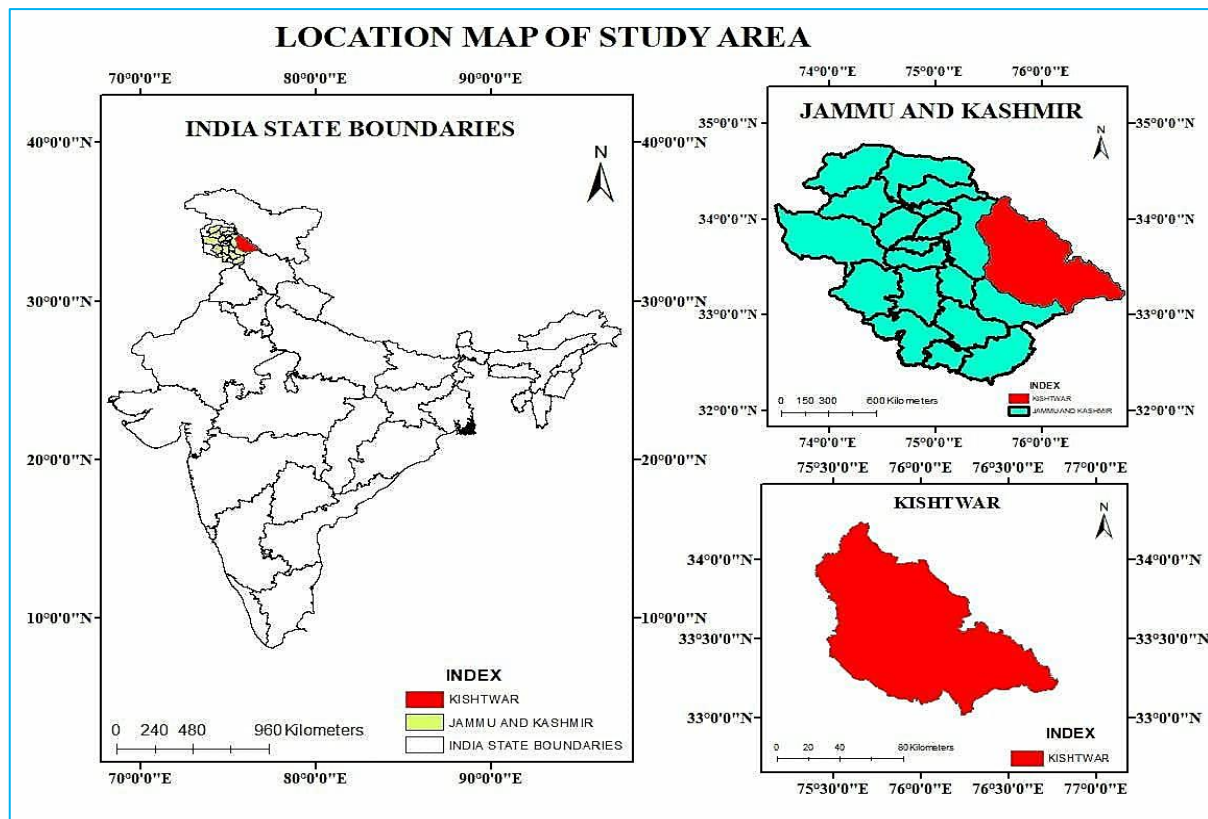 LOCATION MAP OF STUDY AREA
70°0'0"E 80°0'0"E 90°0'0"E
INDIA STATE BOUNDARIES
N
40°0'0"N 40°0'0"N
30°0'0"N 30°0'0"N
20°0'0"N 20°0'0"N
10°0'0"N 10°0'0"N
INDEX
KISHTWAR
JAMMU AND KASHMIR
INDIA STATE BOUNDARIES
0 240 480 960 Kilometers
70°0'0"E 80°0'0"E 90°0'0"E
74°0'0"E 75°0'0"E 76°0'0"E
JAMMU AND KASHMIR
N
35°0'0"N 35°0'0"N
34°0'0"N 34°0'0"N
33°0'0"N 33°0'0"N
32°0'0"N 32°0'0"N
INDEX
KISHTWAR
JAMMU AND KASHMIR
0 150 300 600 Kilometers
74°0'0"E 75°0'0"E 76°0'0"E
75°30'0"E 76°0'0"E 76°30'0"E 77°0'0"E
KISHTWAR
N
34°0'0"N 34°0'0"N
33°30'0"N 33°30'0"N
33°0'0"N 33°0'0"N
INDEX
KISHTWAR
0 20 40 80 Kilometers
75°30'0"E 76°0'0"E 76°30'0"E 77°0'0"E